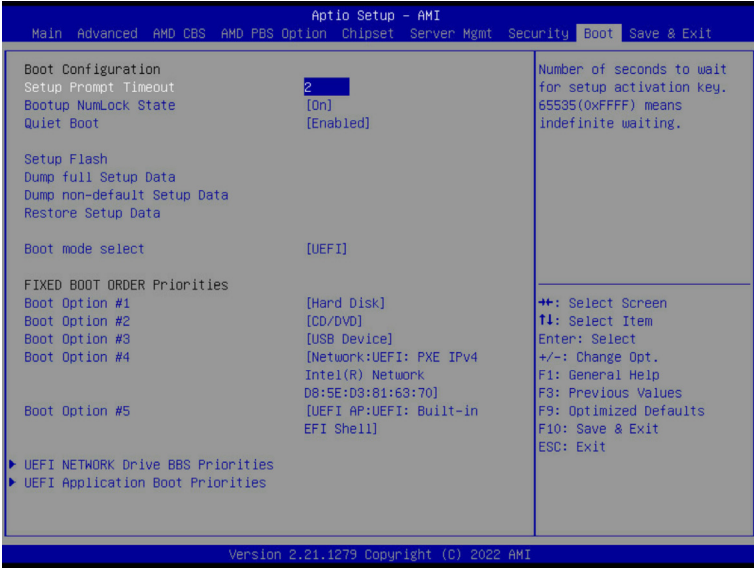 Aptio Setup – AMI
Main Advanced AMD CBS AMD PBS Option Chipset Server Mgmt Security Boot Save & Exit
Boot Configuration
Setup Prompt Timeout 2
Bootup NumLock State [On]
Quiet Boot [Enabled]
Setup Flash
Dump full Setup Data
Dump non-default Setup Data
Restore Setup Data
Boot mode select [UEFI]
FIXED BOOT ORDER Priorities
Boot Option #1 [Hard Disk]
Boot Option #2 [CD/DVD]
Boot Option #3 [USB Device]
Boot Option #4 [Network:UEFI: PXE IPv4
Intel(R) Network
D8:5E:D3:81:63:70]
Boot Option #5 [UEFI AP:UEFI: Built-in
EFI Shell]
UEFI NETWORK Drive BBS Priorities
UEFI Application Boot Priorities
Number of seconds to wait
for setup activation key.
65535(0xFFFF) means
indefinite waiting.
→←: Select Screen
↑↓: Select Item
Enter: Select
+/-: Change Opt.
F1: General Help
F3: Previous Values
F9: Optimized Defaults
F10: Save & Exit
ESC: Exit
Version 2.21.1279 Copyright (C) 2022 AMI